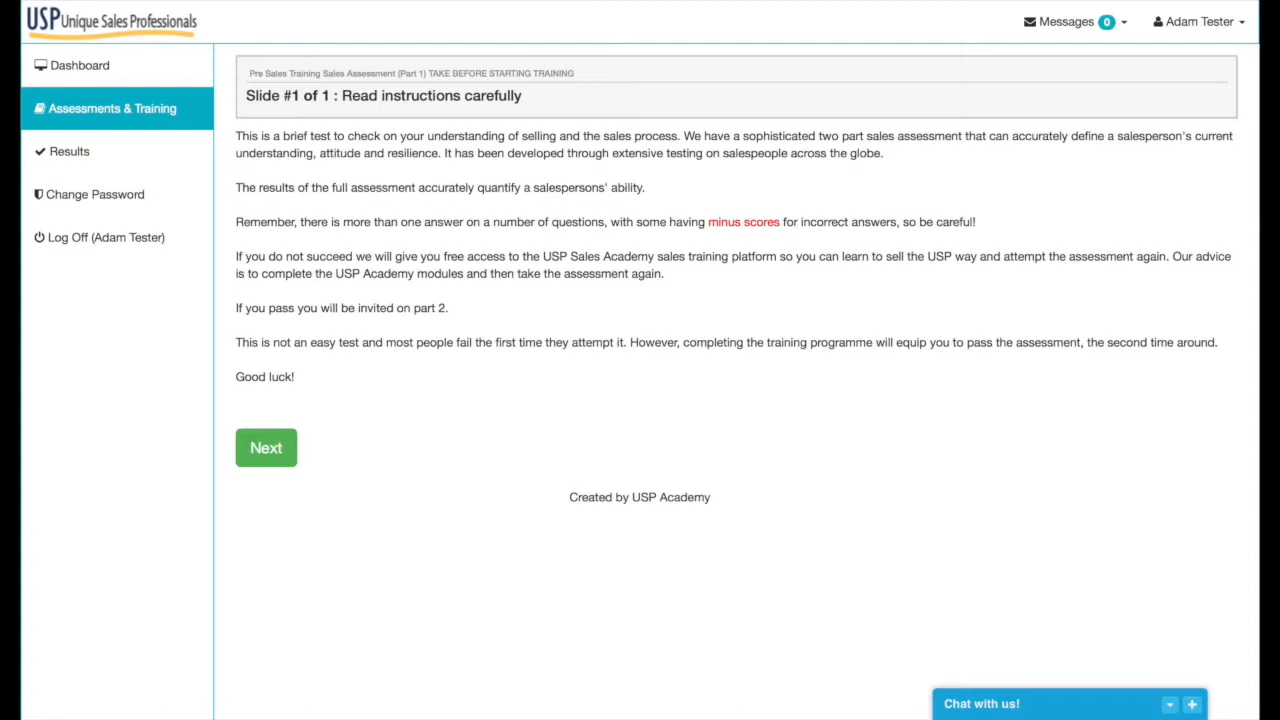 USP Unique Sales Professionals
Messages 0
Adam Tester
Dashboard
Assessments & Training
Results
Change Password
Log Off (Adam Tester)
Pre Sales Training Sales Assessment (Part 1) TAKE BEFORE STARTING TRAINING
Slide #1 of 1 : Read instructions carefully
This is a brief test to check on your understanding of selling and the sales process. We have a sophisticated two part sales assessment that can accurately define a salesperson's current
understanding, attitude and resilience. It has been developed through extensive testing on salespeople across the globe.
The results of the full assessment accurately quantify a salespersons' ability.
Remember, there is more than one answer on a number of questions, with some having minus scores for incorrect answers, so be careful!
If you do not succeed we will give you free access to the USP Sales Academy sales training platform so you can learn to sell the USP way and attempt the assessment again. Our advice
is to complete the USP Academy modules and then take the assessment again.
If you pass you will be invited on part 2.
This is not an easy test and most people fail the first time they attempt it. However, completing the training programme will equip you to pass the assessment, the second time around.
Good luck!
Next
Created by USP Academy
Chat with us!